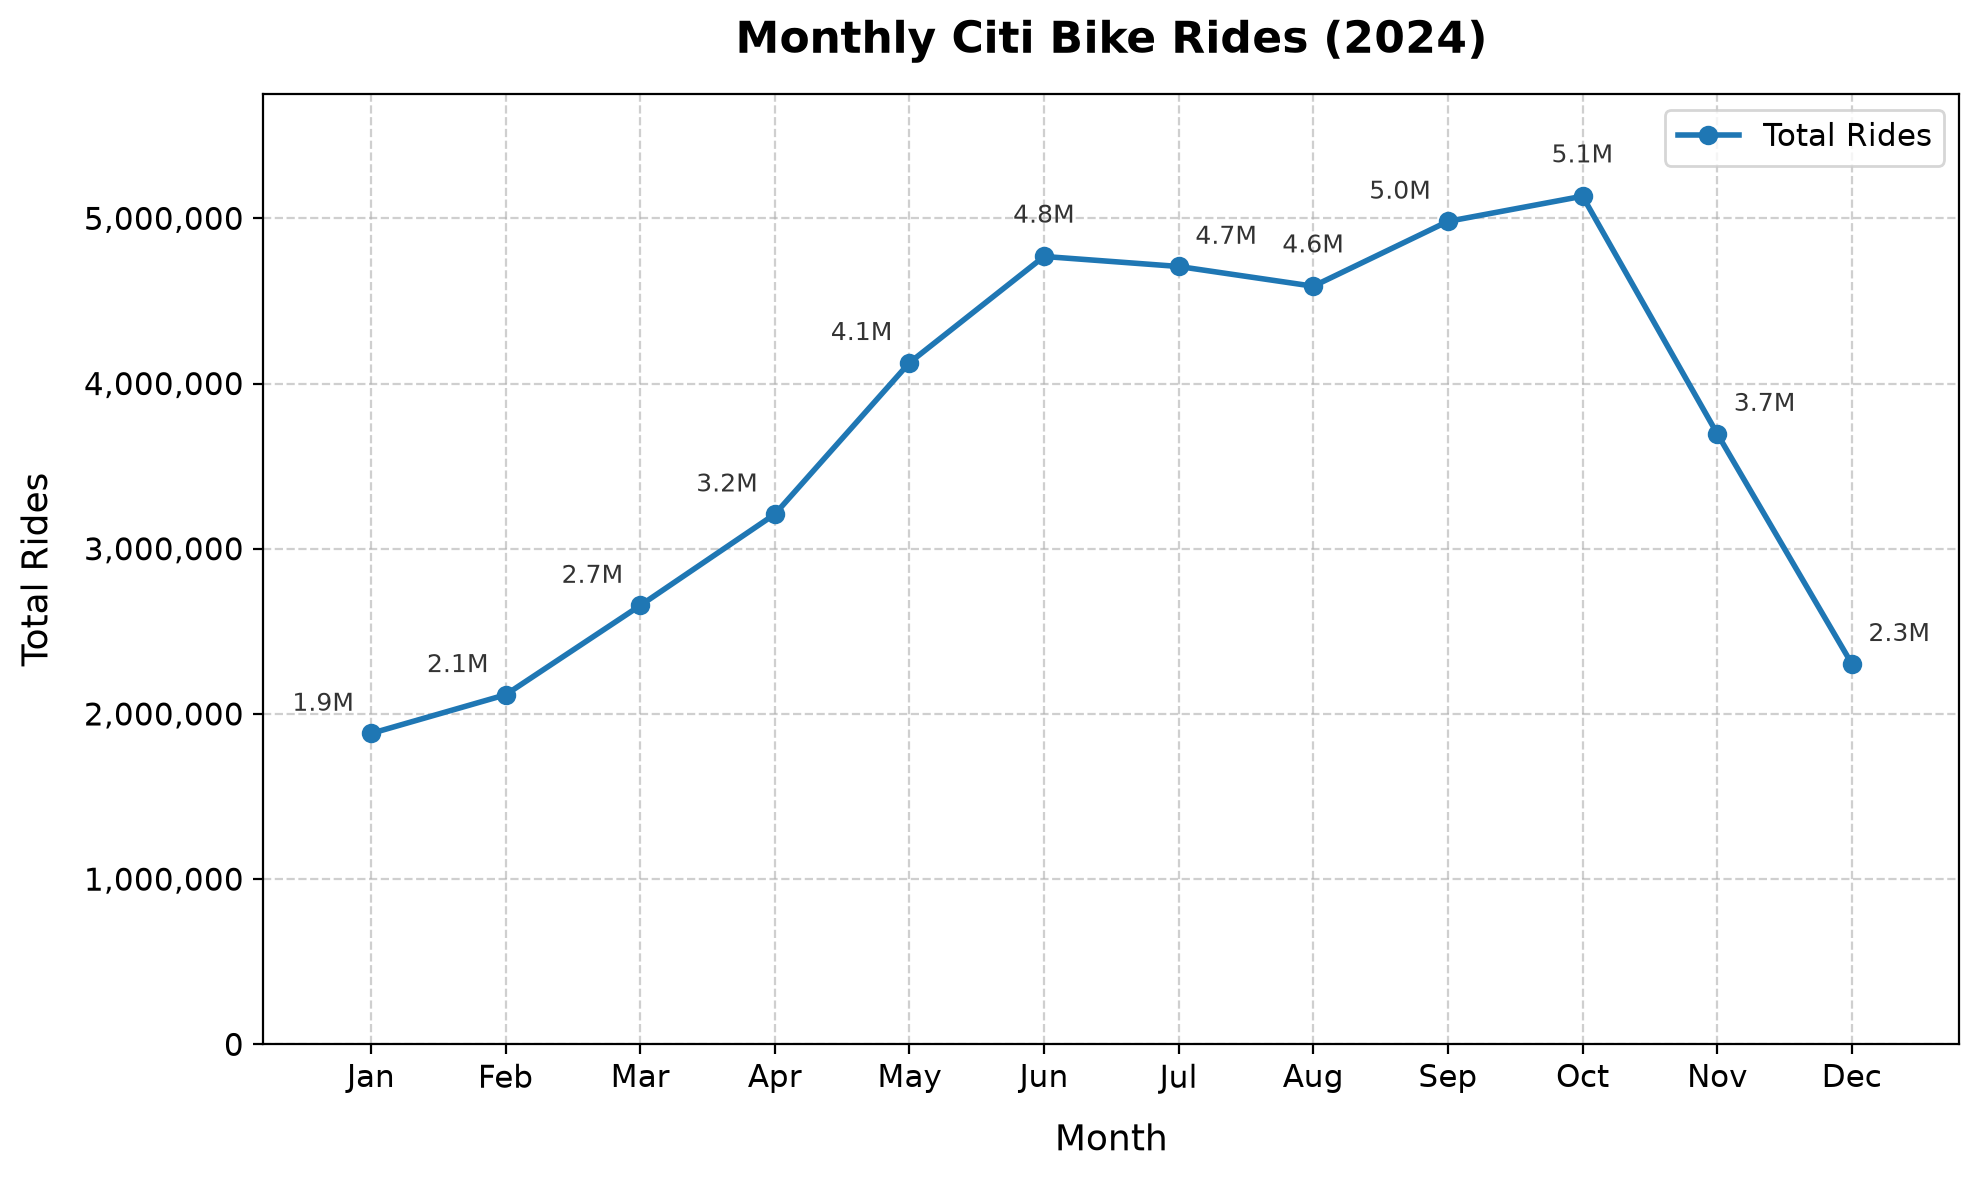 Monthly Citi Bike Rides (2024)
Total Rides
5.1M
5.0M
4.8M
4.7M
4.6M
4.1M
3.7M
3.2M
2.7M
2.3M
2.1M
1.9M
5,000,000
4,000,000
3,000,000
2,000,000
1,000,000
0
Total Rides
Jan Feb Mar Apr May Jun Jul Aug Sep Oct Nov Dec
Month